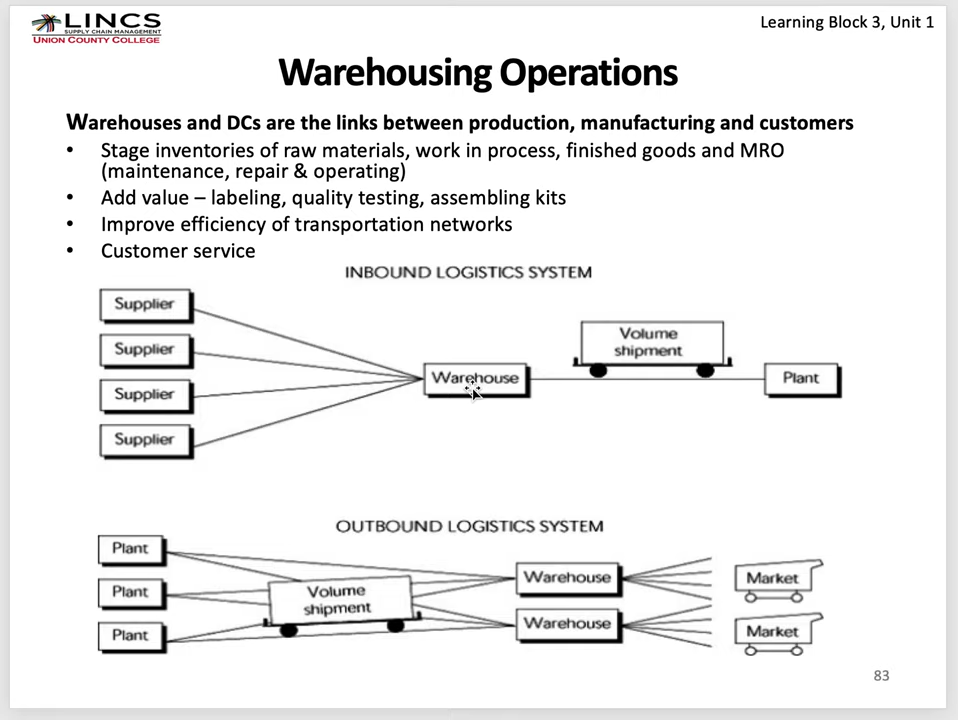 LINCS
SUPPLY CHAIN MANAGEMENT
UNION COUNTY COLLEGE
Learning Block 3, Unit 1
Warehousing Operations
Warehouses and DCs are the links between production, manufacturing and customers
• Stage inventories of raw materials, work in process, finished goods and MRO
(maintenance, repair & operating)
• Add value – labeling, quality testing, assembling kits
• Improve efficiency of transportation networks
• Customer service
INBOUND LOGISTICS SYSTEM
Supplier
Supplier
Supplier
Supplier
Warehouse
Volume
shipment
Plant
OUTBOUND LOGISTICS SYSTEM
Plant
Plant
Plant
Volume
shipment
Warehouse
Warehouse
Market
Market
83